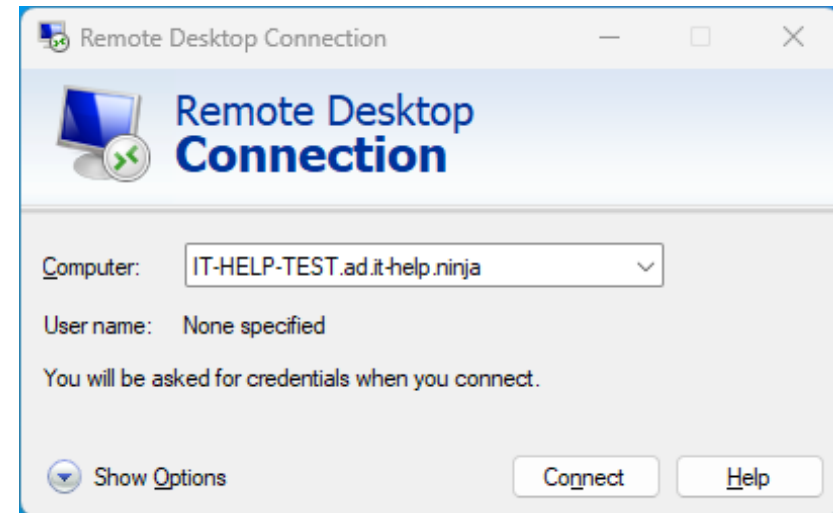 Remote Desktop Connection
Remote Desktop
Connection
Computer: IT-HELP-TEST.ad.it-help.ninja
User name: None specified
You will be asked for credentials when you connect.
Show Options Connect Help